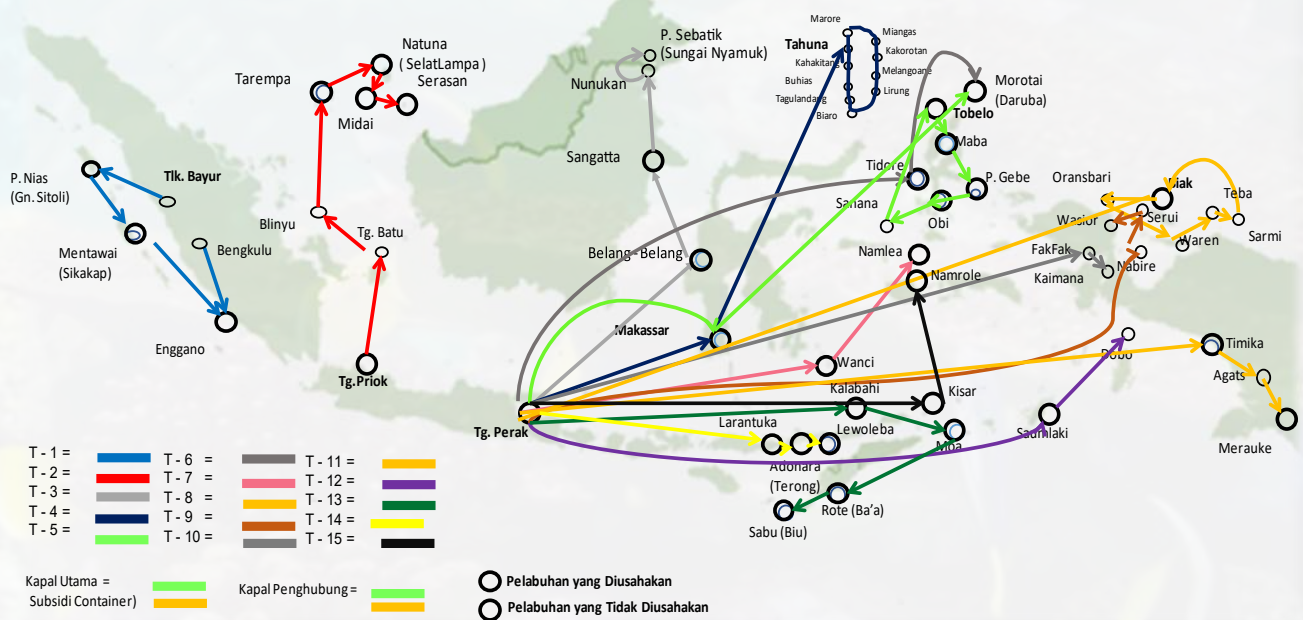 Marore
Miangas
P. Sebatik
(Sungai Nyamuk)
Tahuna
Kakorotan
Natuna
( SelatLampa )
Serasan
Kahakitang
Melangoane
Tarempa
Nunukan
Buhias
Lirung
Morotai
(Daruba)
Tagulandang
Biaro
Tobelo
Midai
Maba
Sangatta
Tidore
P. Nias
(Gn. Sitoli)
Tlk. Bayur
P. Gebe
Oransbari
Biak
Teba
Sanana
Obi
Wasior
Serui
Sarmi
Blinyu
Tg. Batu
Mentawai
(Sikakap)
Bengkulu
Belang-Belang
Namlea
FakFak
Waren
Namrole
Kaimana
Nabire
Enggano
Makassar
Dobo
Timika
Wanci
Agats
Tg.Priok
Kalabahi
Kisar
Tg. Perak
Larantuka
Lewoleba
Moa
Saumlaki
Merauke
Adonara
(Terong)
Rote (Ba'a)
Sabu (Biu)
T - 1 =
T - 2 =
T - 3 =
T - 4 =
T - 5 =
T - 6 =
T - 7 =
T - 8 =
T - 9 =
T - 10 =
T - 11 =
T - 12 =
T - 13 =
T - 14 =
T - 15 =
Kapal Utama =
Subsidi Container)
Kapal Penghubung =
Pelabuhan yang Diusahakan
Pelabuhan yang Tidak Diusahakan